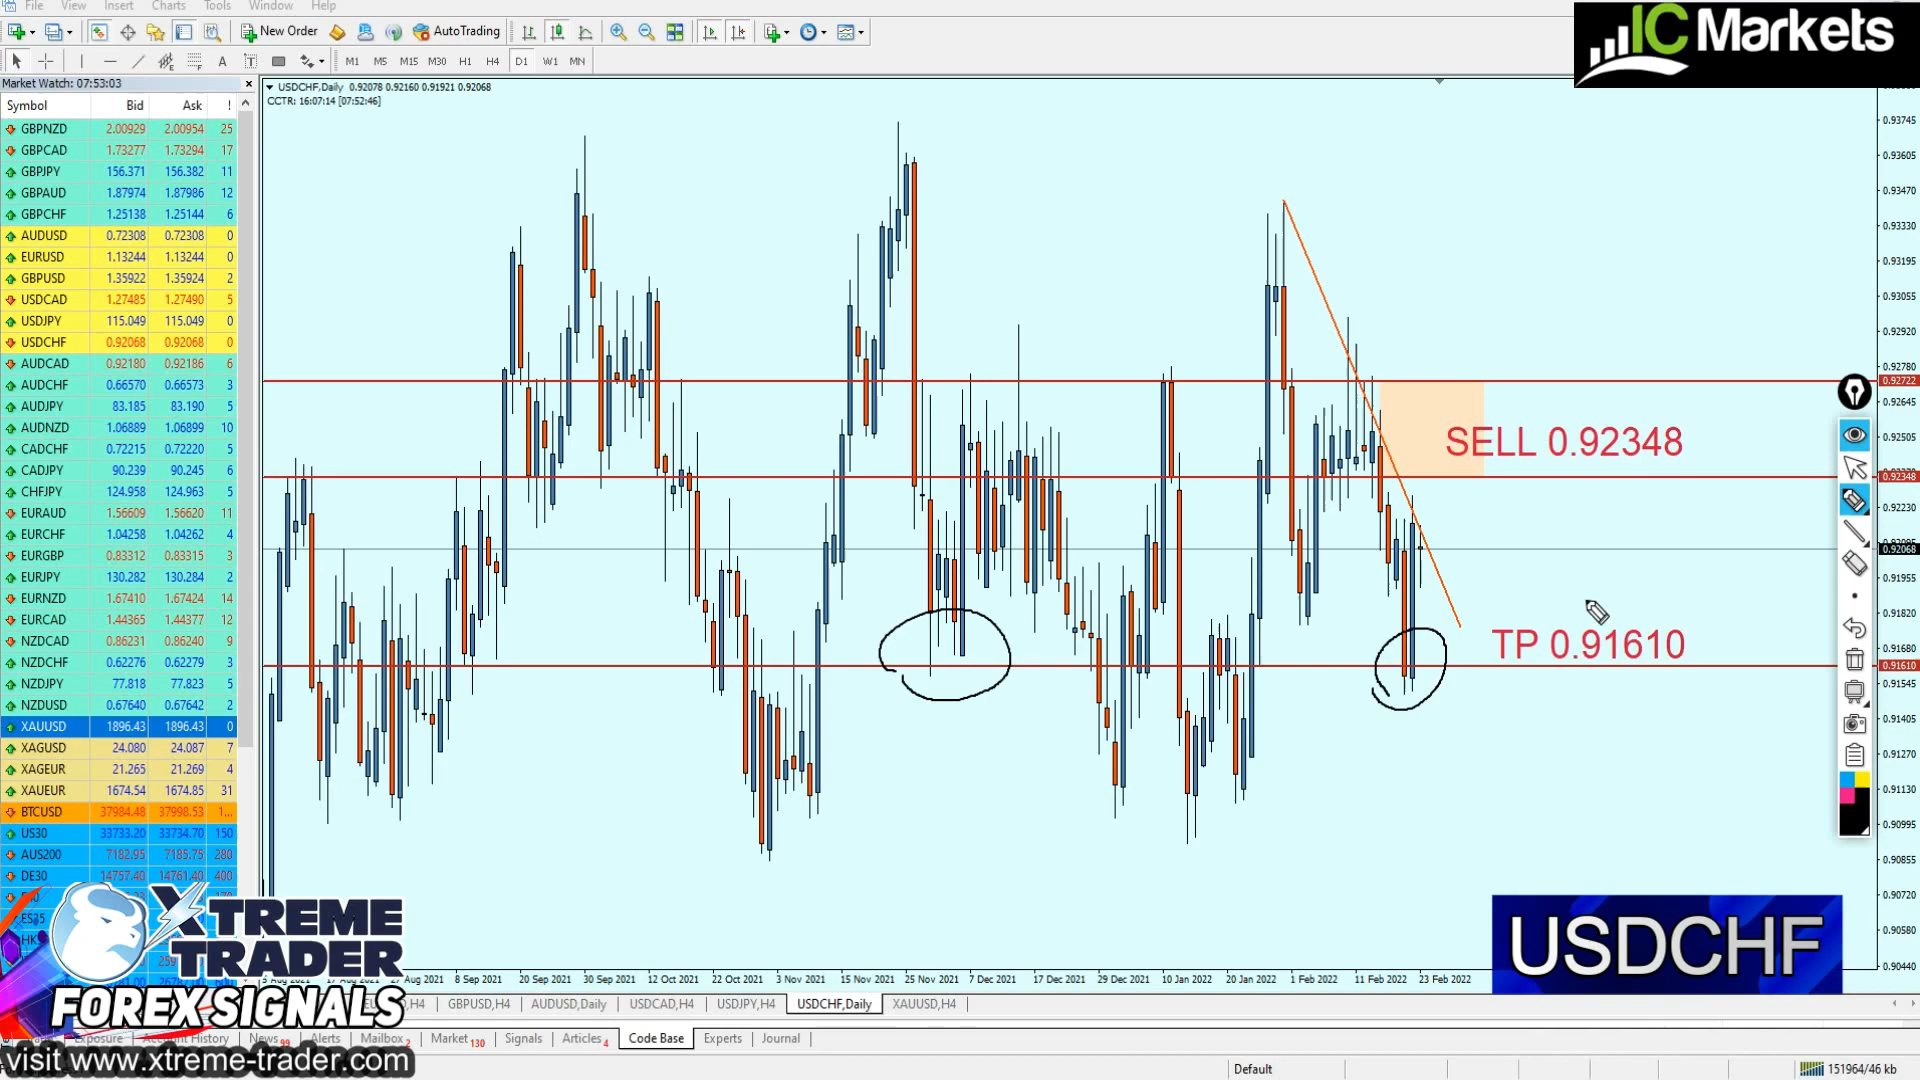 File View Insert Charts Tools Window Help
New Order AutoTrading
A T M1 M5 M15 M30 H1 H4 D1 W1 MN
IC Markets
Market Watch: 07:53:03
Symbol Bid Ask !
GBPNZD 2.00929 2.00954 25
GBPCAD 1.73277 1.73294 17
GBPJPY 156.371 156.382 11
GBPAUD 1.87974 1.87986 12
GBPCHF 1.25138 1.25144 6
AUDUSD 0.72308 0.72308 0
EURUSD 1.13244 1.13244 0
GBPUSD 1.35922 1.35924 2
USDCAD 1.27485 1.27490 5
USDJPY 115.049 115.049 0
USDCHF 0.92068 0.92068 0
AUDCAD 0.92180 0.92186 6
AUDCHF 0.66570 0.66573 3
AUDJPY 83.185 83.190 5
AUDNZD 1.06889 1.06899 10
CADCHF 0.72215 0.72220 5
CADJPY 90.239 90.245 6
CHFJPY 124.958 124.963 5
EURAUD 1.56609 1.56620 11
EURCHF 1.04258 1.04262 4
EURGBP 0.83312 0.83315 3
EURJPY 130.282 130.284 2
EURNZD 1.67410 1.67424 14
EURCAD 1.44365 1.44377 12
NZDCAD 0.86231 0.86240 9
NZDCHF 0.62276 0.62279 3
NZDJPY 77.818 77.823 5
NZDUSD 0.67640 0.67642 2
XAUUSD 1896.43 1896.43 0
XAGUSD 24.080 24.087 7
XAGEUR 21.265 21.269 4
XAUEUR 1674.54 1674.85 31
BTCUSD 37984.48 37998.53 1...
US30 33733.20 33734.70 150
AUS200 7182.95 7185.75 280
DE30 14757.40 14761.40 400
ES35
USDCHF,Daily 0.92078 0.92160 0.91921 0.92068
CCTR: 16:07:14 [07:52:46]
SELL 0.92348
TP 0.91610
0.93745
0.93605
0.93470
0.93330
0.93195
0.93055
0.92920
0.92780
0.92722
0.92645
0.92505
0.92348
0.92230
0.92068
0.91955
0.91820
0.91680
0.91610
0.91545
0.91405
0.91270
0.91130
0.90995
0.90855
0.90720
0.90580
0.90440
USDCHF
XTREME
TRADER
FOREX SIGNALS
visit www.xtreme-trader.com
Aug 2021 8 Sep 2021 20 Sep 2021 30 Sep 2021 12 Oct 2021 22 Oct 2021 3 Nov 2021 15 Nov 2021 25 Nov 2021 7 Dec 2021 17 Dec 2021 29 Dec 2021 10 Jan 2022 20 Jan 2022 1 Feb 2022 11 Feb 2022 23 Feb 2022
GBPUSD,H4 AUDUSD,Daily USDCAD,H4 USDJPY,H4 USDCHF,Daily XAUUSD,H4
Exposure Account History News 99 Alerts Mailbox 2 Market 130 Signals Articles 4 Code Base Experts Journal
Default 151964/46 kb